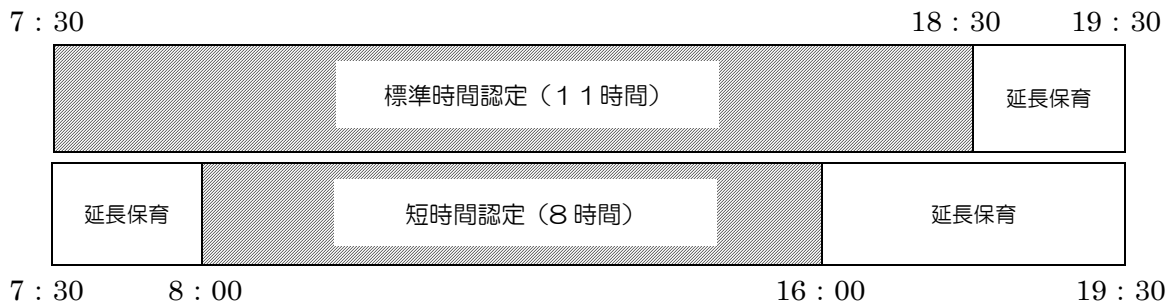 7：30 18：30 19：30
標準時間認定（１１時間） 延長保育
延長保育 短時間認定（８時間） 延長保育
7：30 8：00 16：00 19：30